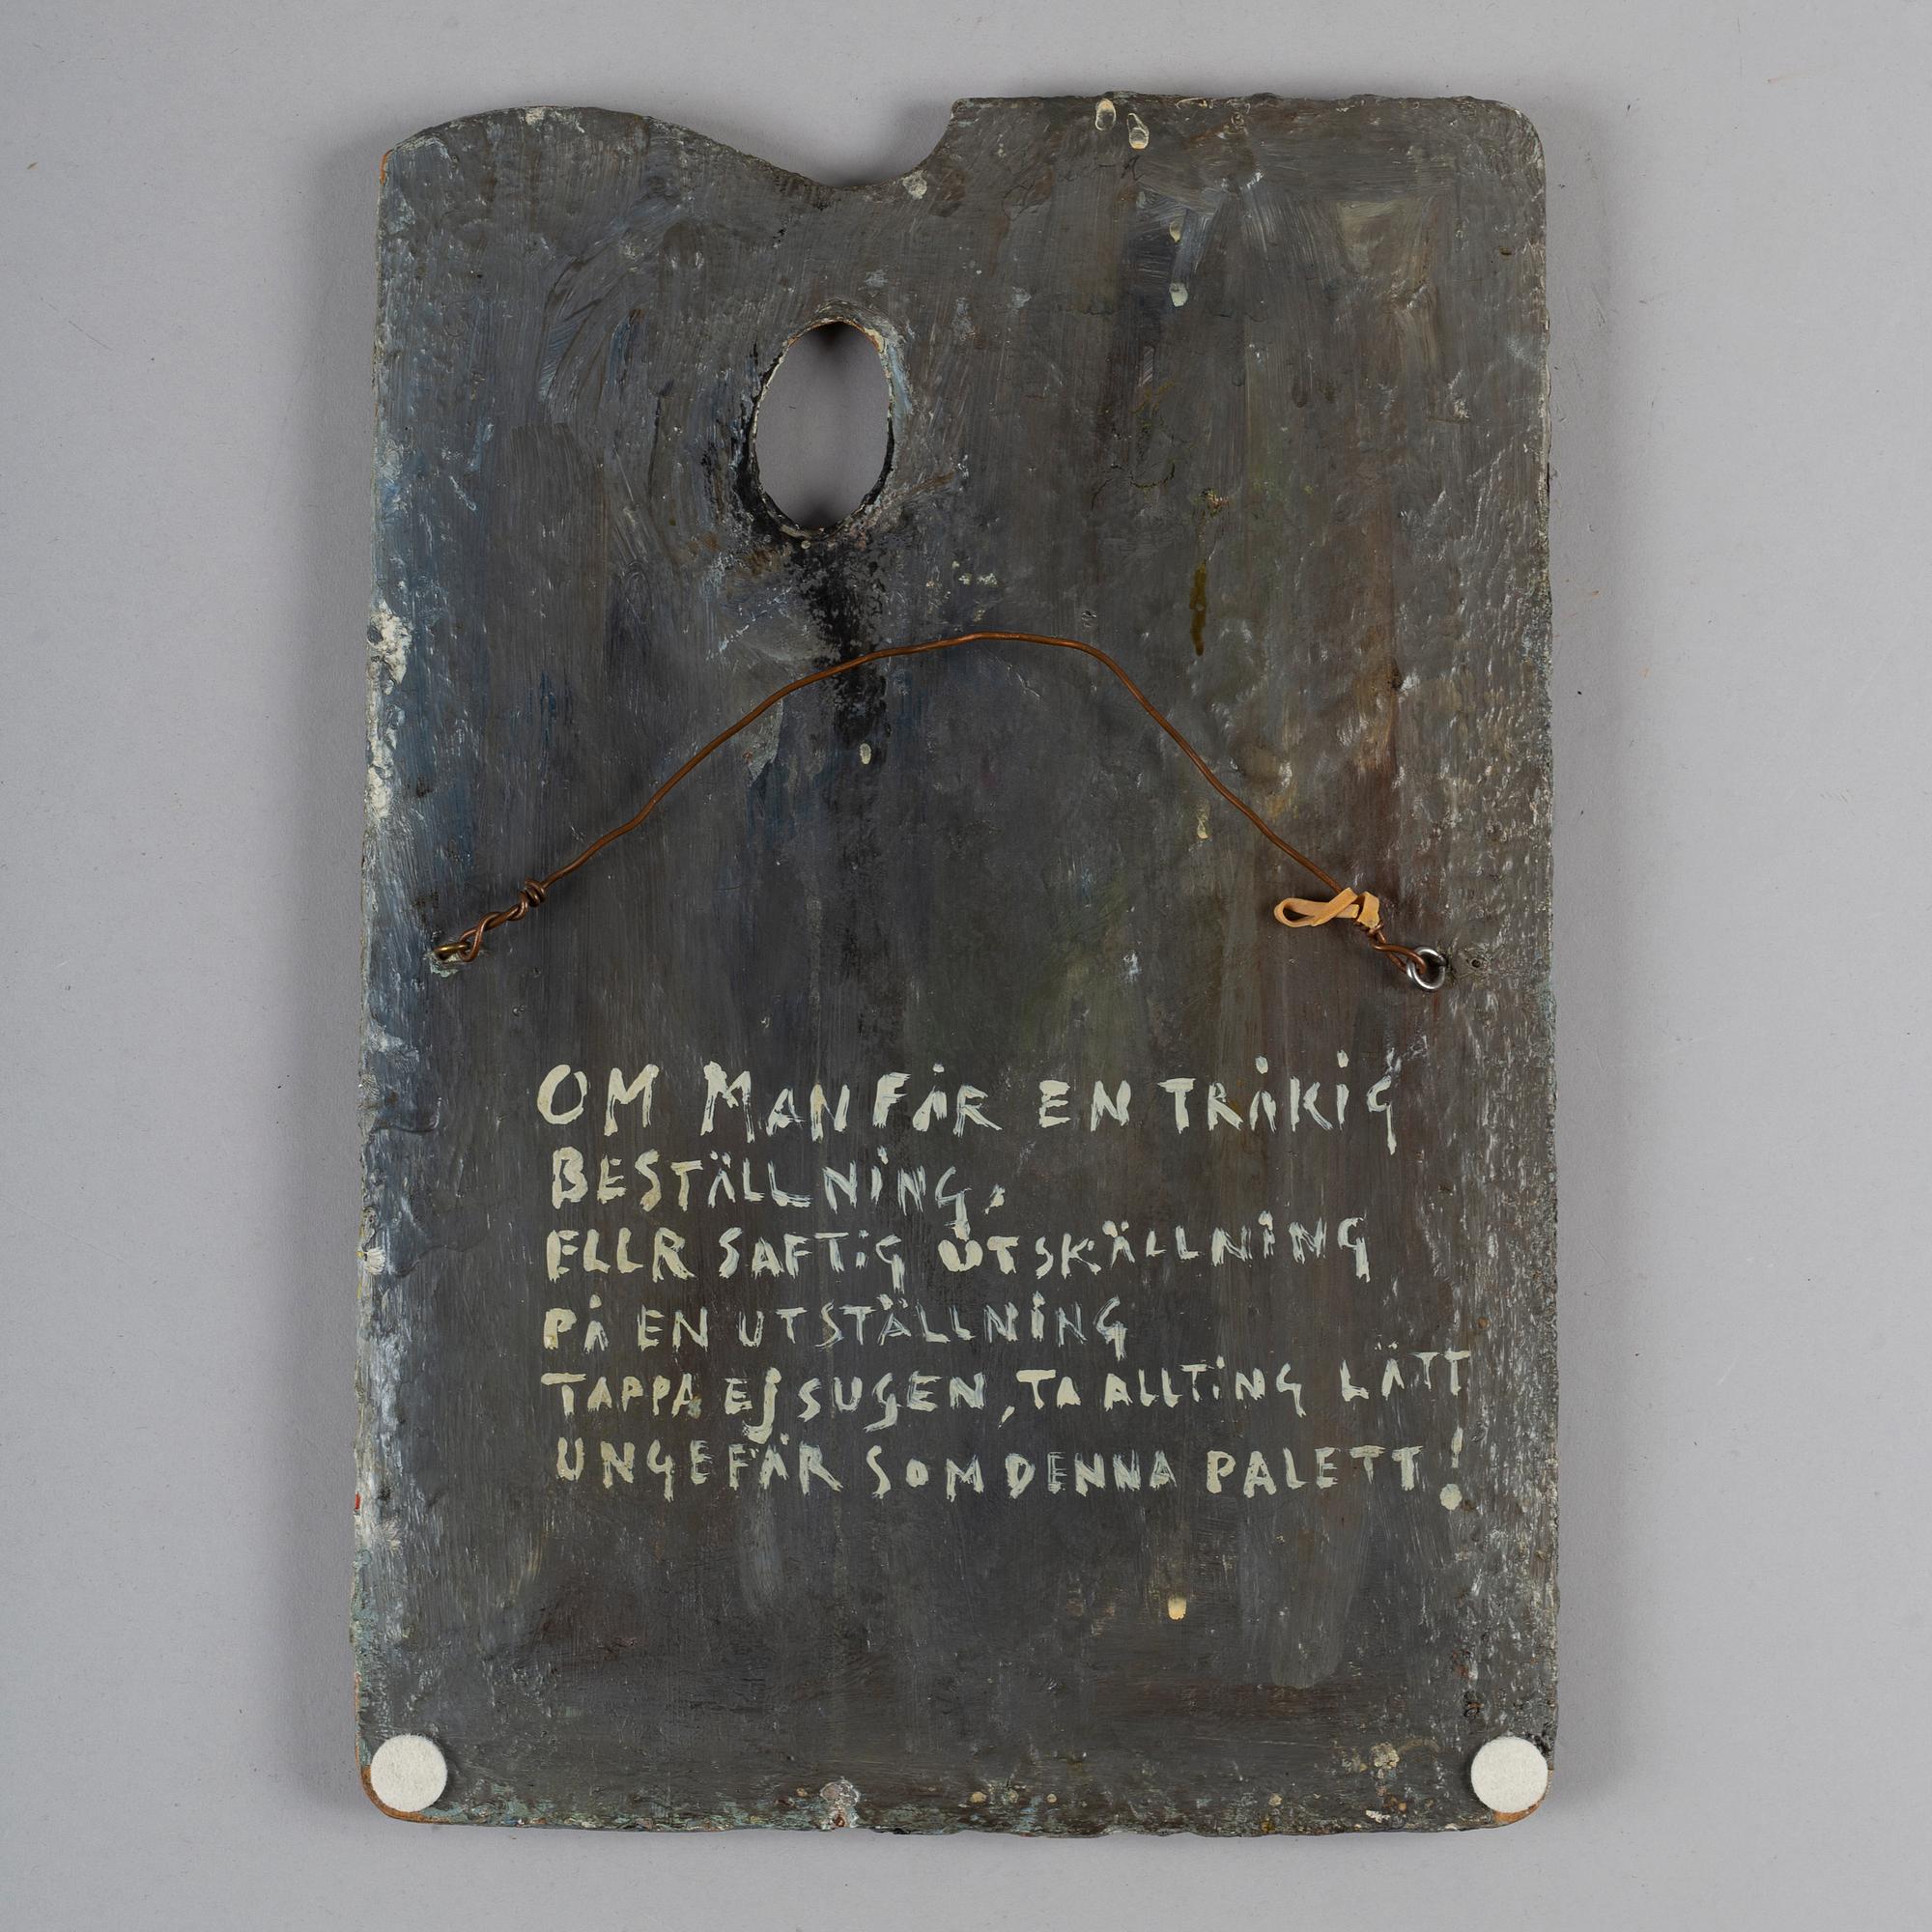 OM MAN FÅR EN TRÅKIG
BESTÄLLNING,
ELLR SAFTIG UTSKÄLLNING
PÅ EN UTSTÄLLNING
TAPPA EJ SUGEN, TA ALLTING LÄTT
UNGEFÄR SOM DENNA PALETT!